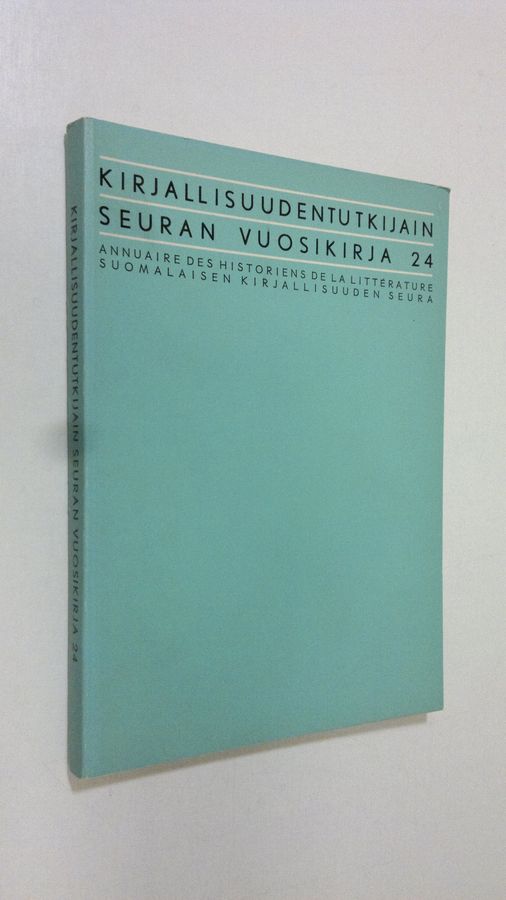 KIRJALLISUUDENTUTKIJAIN
SEURAN VUOSIKIRJA 24
ANNUAIRE DES HISTORIENS DE LA LITTÉRATURE
SUOMALAISEN KIRJALLISUUDEN SEURA
KIRJALLISUUDENTUTKIJAIN SEURAN VUOSIKIRJA 24